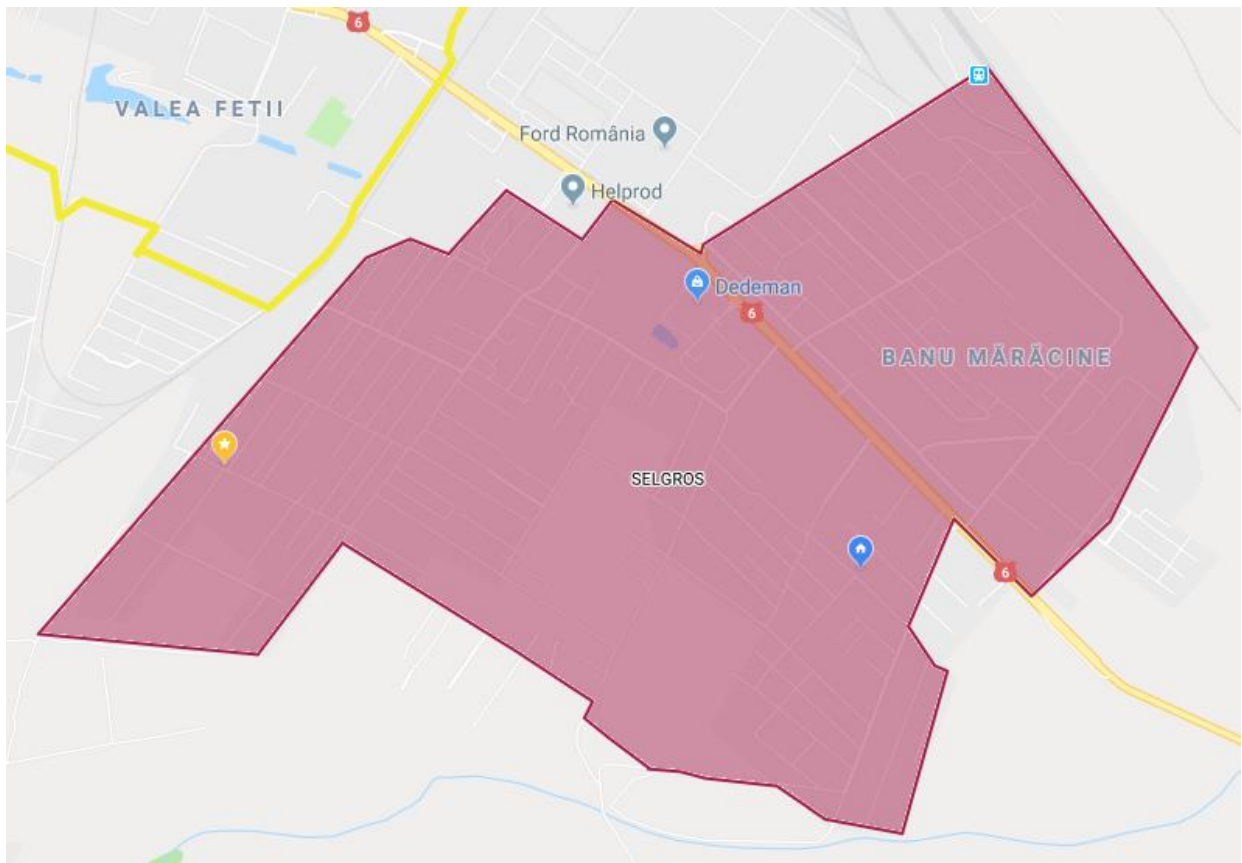 6
VALEA FETII
Ford România
Helprod
Dedeman
6
BANU MĂRĂCINE
SELGROS
6